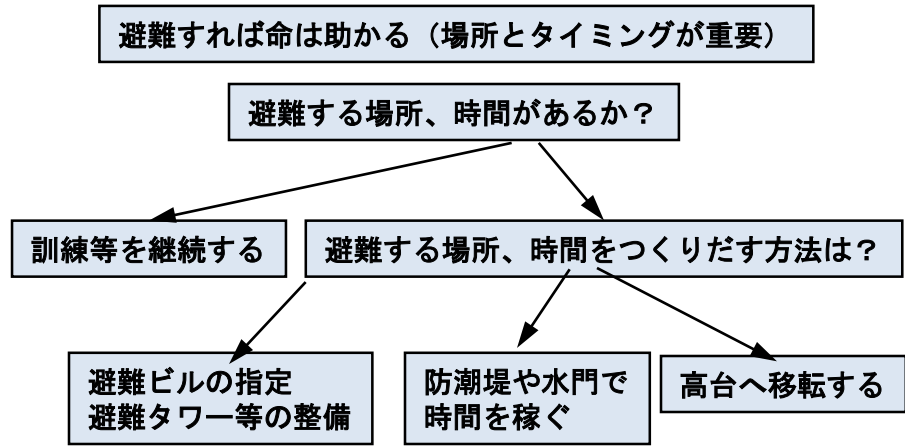 避難すれば命は助かる（場所とタイミングが重要）
避難する場所、時間があるか？
訓練等を継続する
避難する場所、時間をつくりだす方法は？
避難ビルの指定
避難タワー等の整備
防潮堤や水門で
時間を稼ぐ
高台へ移転する